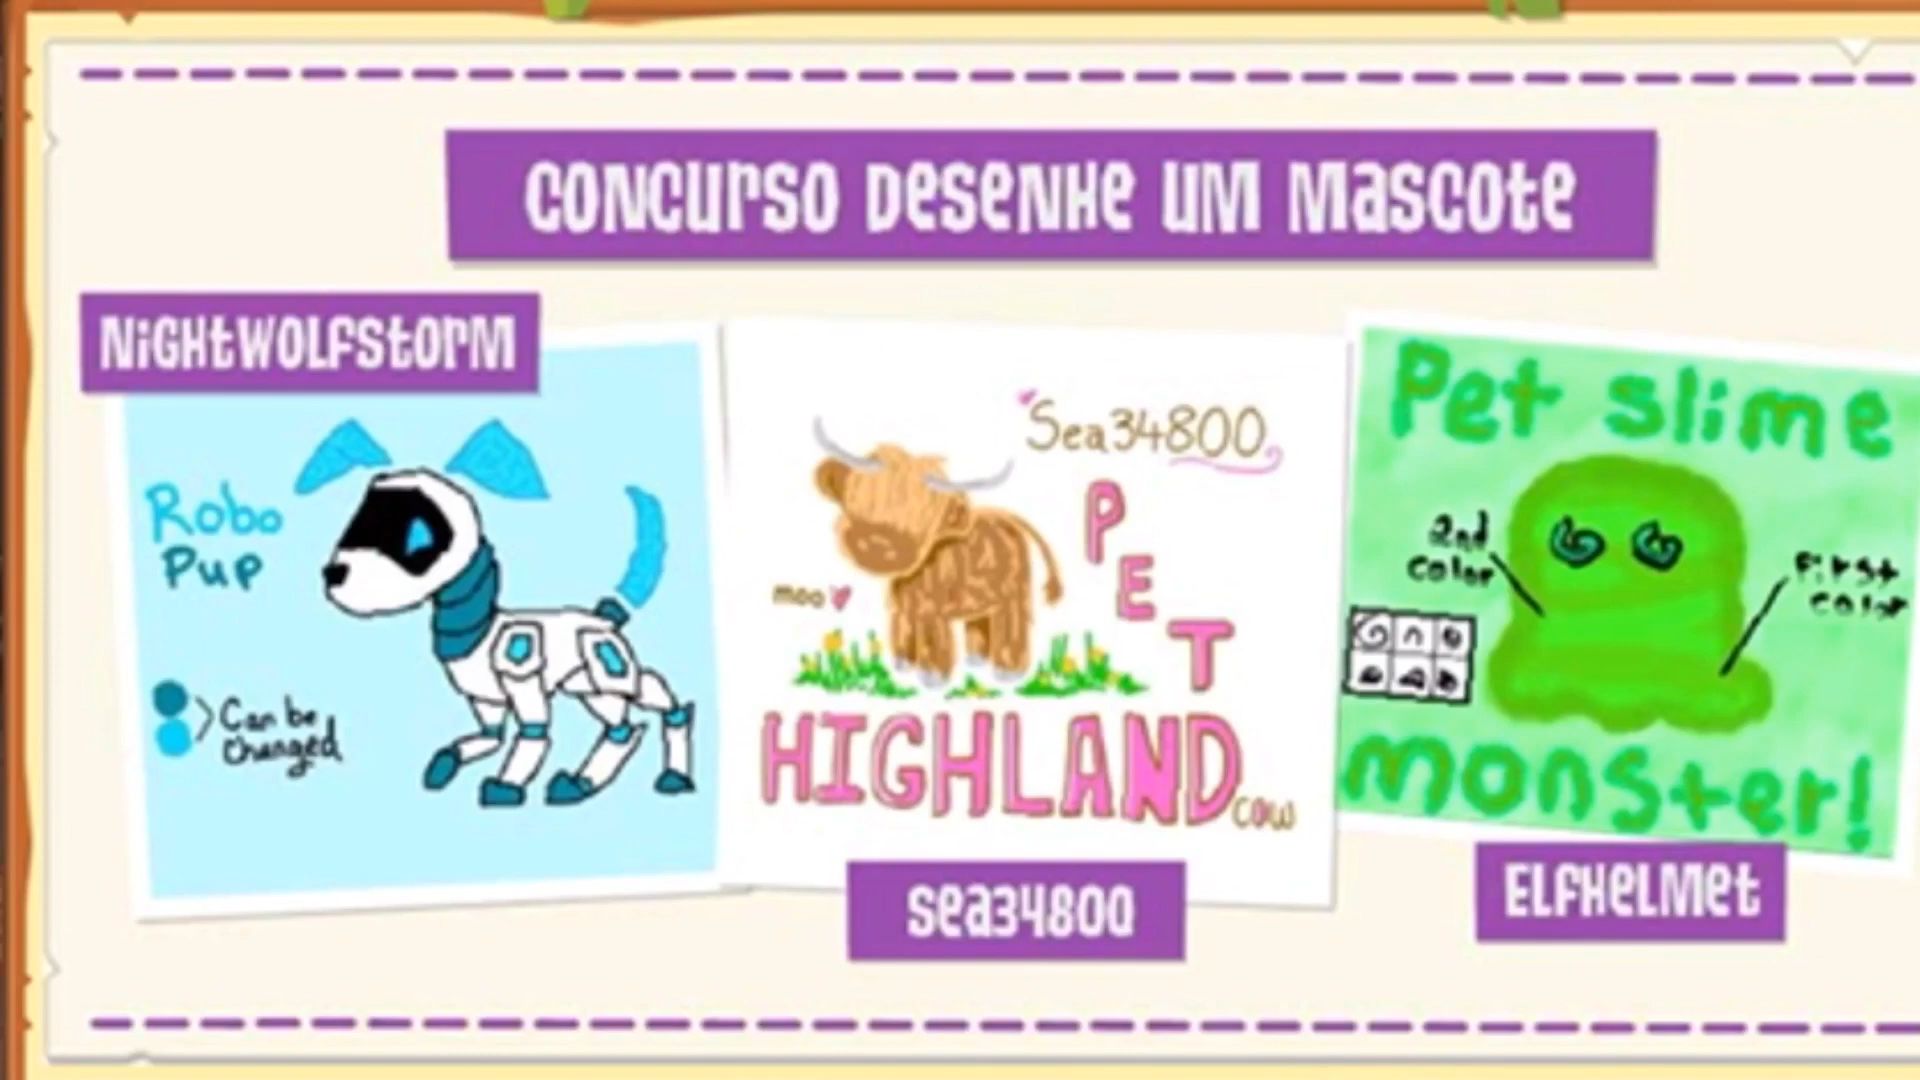 CONCURSO DESENHE UM MASCOTE
NIGHTWOLFSTORM
Robo
Pup
Can be
changed
Sea34800
moo
PET
HIGHLAND
cow
sea34800
Pet slime
2nd
color
First
color
monster!
ELFHELMET